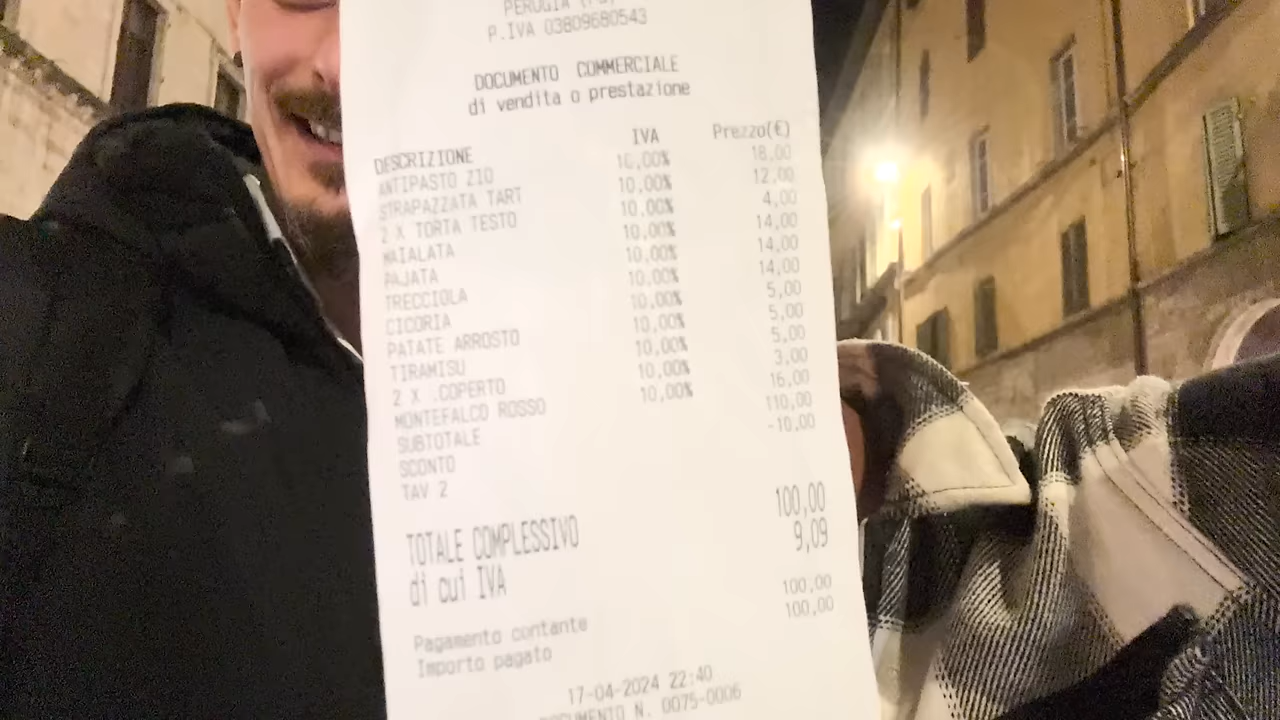 PERUGIA (PG)
P.IVA 03809680543
DOCUMENTO COMMERCIALE
di vendita o prestazione
DESCRIZIONE IVA Prezzo(€)
ANTIPASTO ZIO 10,00% 18,00
STRAPAZZATA TART 10,00% 12,00
2 X TORTA TESTO 10,00% 4,00
MAIALATA 10,00% 14,00
PAJATA 10,00% 14,00
TRECCIOLA 10,00% 14,00
CICORIA 10,00% 5,00
PATATE ARROSTO 10,00% 5,00
TIRAMISU 10,00% 5,00
2 X .COPERTO 10,00% 3,00
MONTEFALCO ROSSO 10,00% 16,00
SUBTOTALE 110,00
SCONTO -10,00
TAV 2
TOTALE COMPLESSIVO 100,00
di cui IVA 9,09
Pagamento contante 100,00
Importo pagato 100,00
17-04-2024 22:40
DOCUMENTO N. 0075-0006